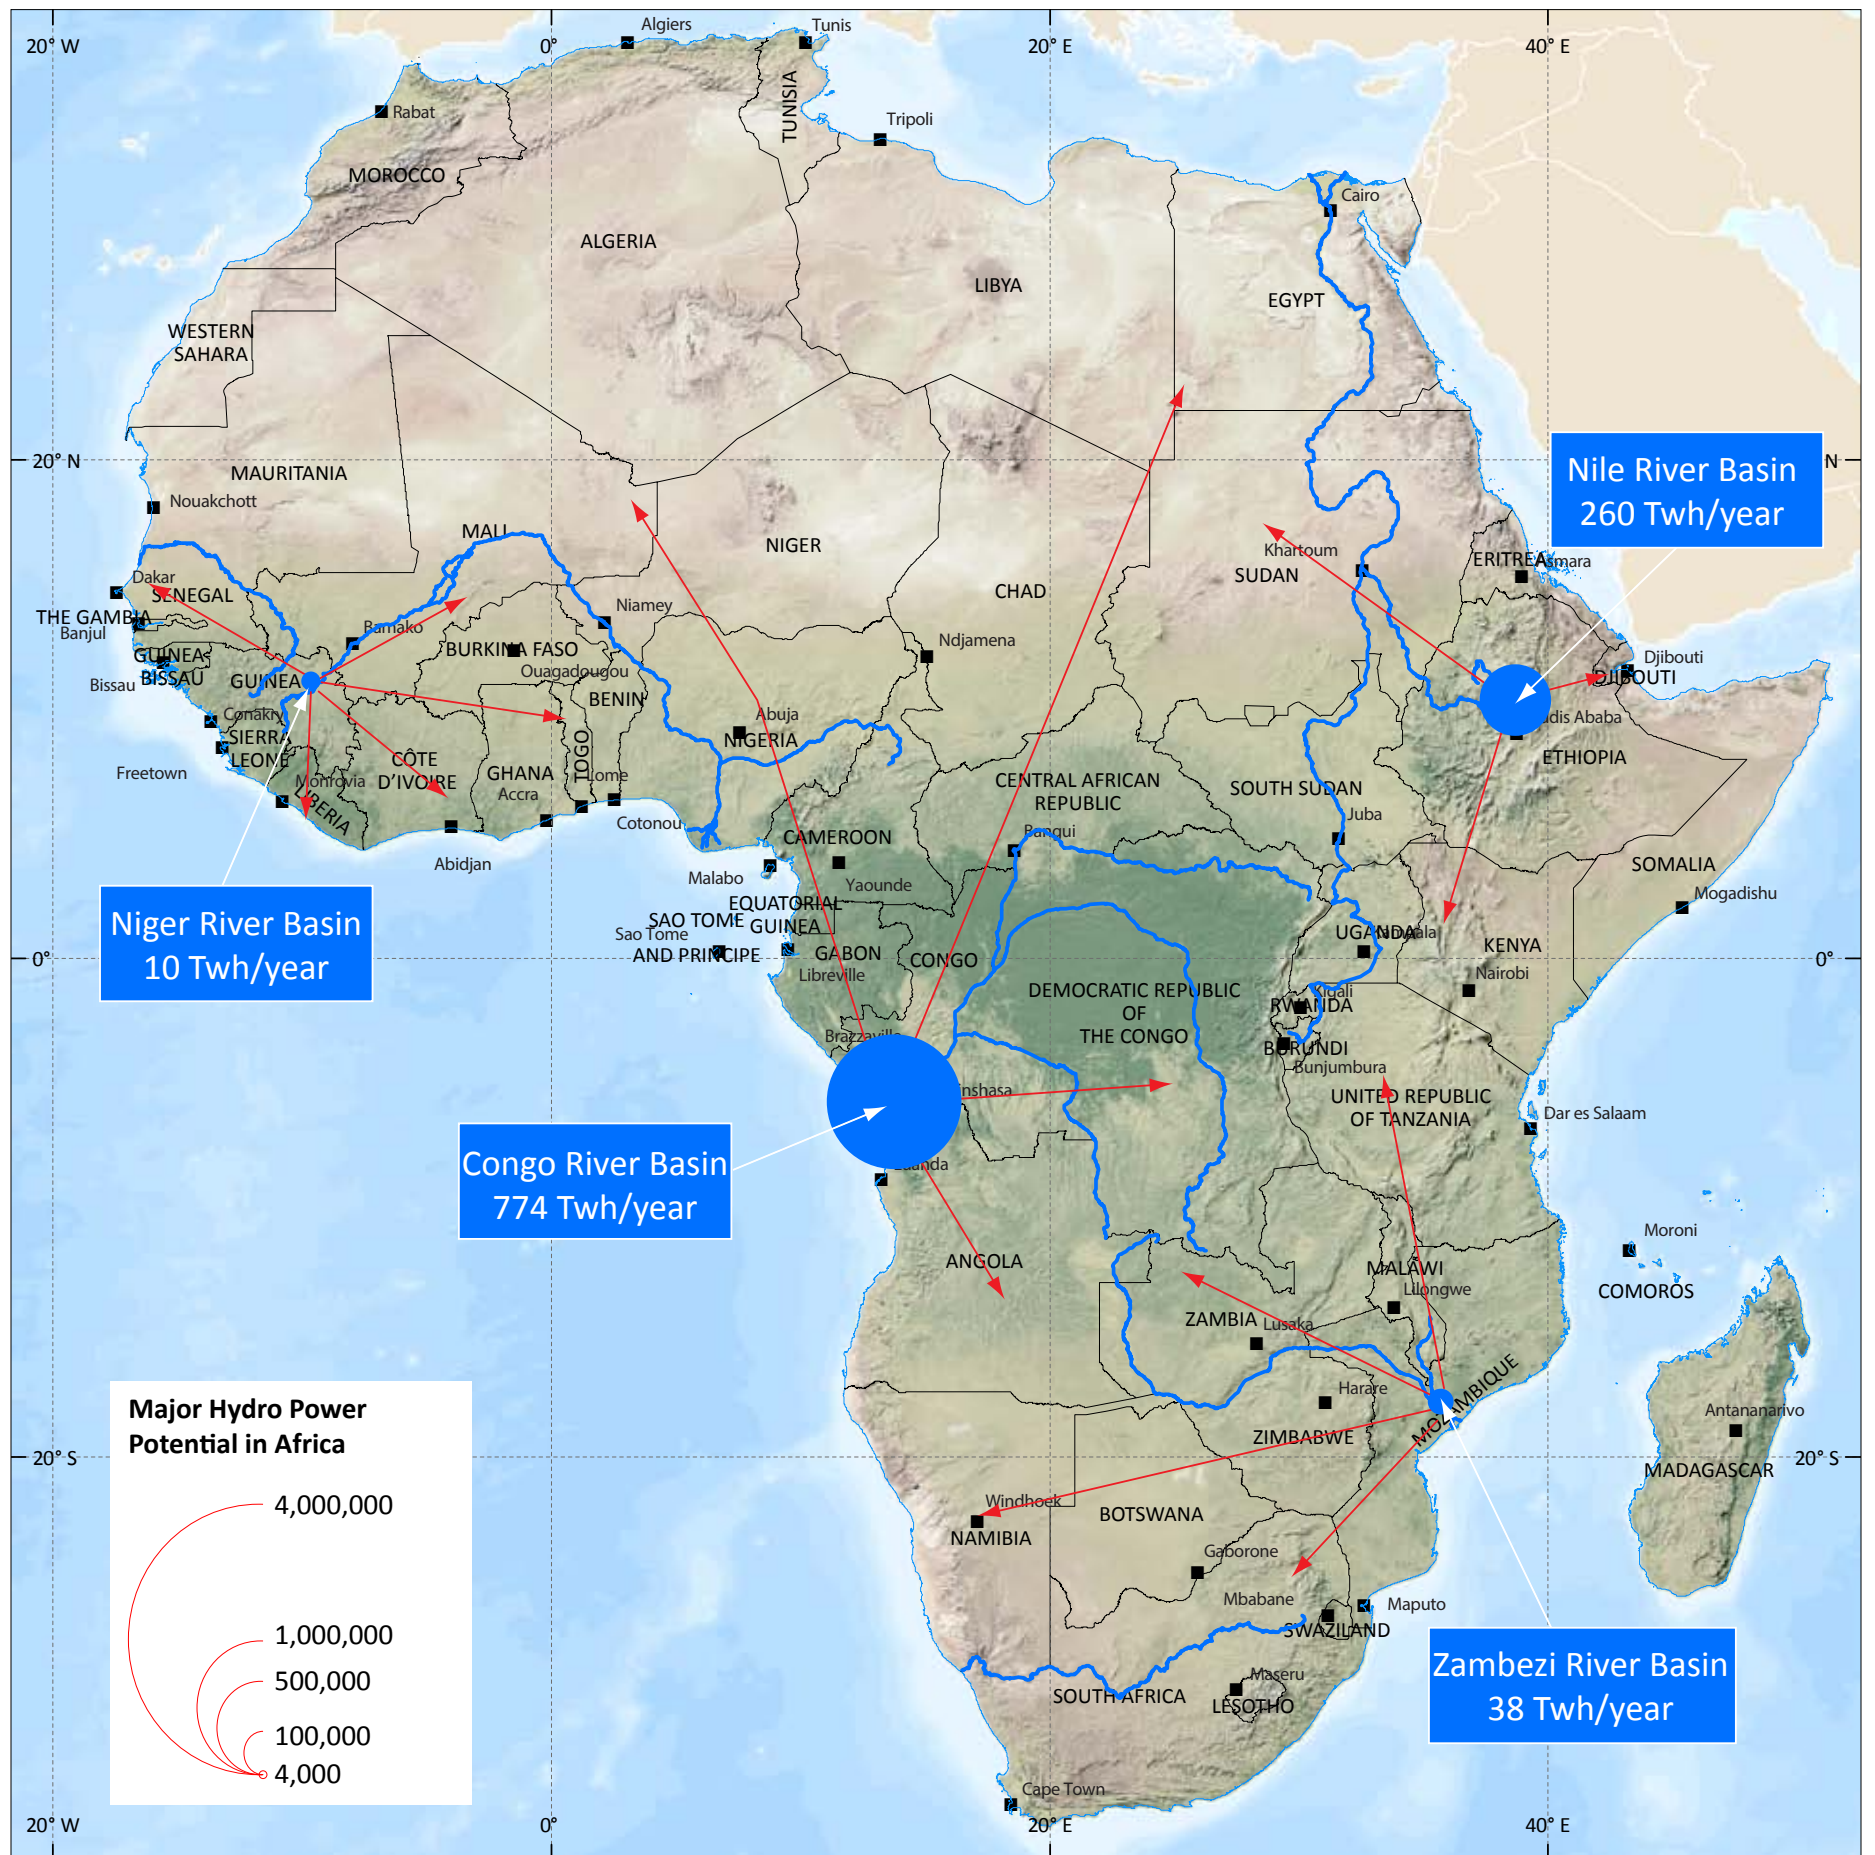 20° W
0°
20° E
40° E
Algiers
Tunis
Rabat
TUNISIA
Tripoli
MOROCCO
Cairo
ALGERIA
LIBYA
EGYPT
WESTERN
SAHARA
20° N
N
Nile River Basin
260 Twh/year
MAURITANIA
Nouakchott
MALI
NIGER
CHAD
Khartoum
SUDAN
ERITREA
Asmara
Dakar
SENEGAL
THE GAMBIA
Banjul
Niamey
Bamako
BURKINA FASO
Ouagadougou
Ndjamena
GUINEA
BISSAU
Bissau
GUINEA
BENIN
Djibouti
DJIBOUTI
Conakry
SIERRA
LEONE
Freetown
Abuja
NIGERIA
dis Ababa
ETHIOPIA
CÔTE
D'IVOIRE
GHANA
Accra
TOGO
Lome
Monrovia
LIBERIA
CENTRAL AFRICAN
REPUBLIC
SOUTH SUDAN
Juba
Cotonou
CAMEROON
Bangui
Abidjan
Malabo
Yaounde
SOMALIA
Mogadishu
EQUATORIAL
GUINEA
SAO TOME
AND PRINCIPE
Sao Tome
Niger River Basin
10 Twh/year
UGANDA
Kampala
KENYA
0°
0°
GABON
Libreville
CONGO
Nairobi
DEMOCRATIC REPUBLIC
OF
THE CONGO
Kigali
RWANDA
Brazzaville
BURUNDI
Bunjumbura
inshasa
UNITED REPUBLIC
OF TANZANIA
Dar es Salaam
Congo River Basin
774 Twh/year
Luanda
Moroni
ANGOLA
MALAWI
Lilongwe
COMOROS
ZAMBIA
Lusaka
MOZAMBIQUE
Harare
Antananarivo
ZIMBABWE
20° S
20° S
MADAGASCAR
Windhoek
NAMIBIA
BOTSWANA
Gaborone
Mbabane
Maputo
SWAZILAND
Maseru
SOUTH AFRICA
LESOTHO
Zambezi River Basin
38 Twh/year
Cape Town
Major Hydro Power
Potential in Africa
4,000,000
1,000,000
500,000
100,000
4,000
20° W
0°
20° E
40° E